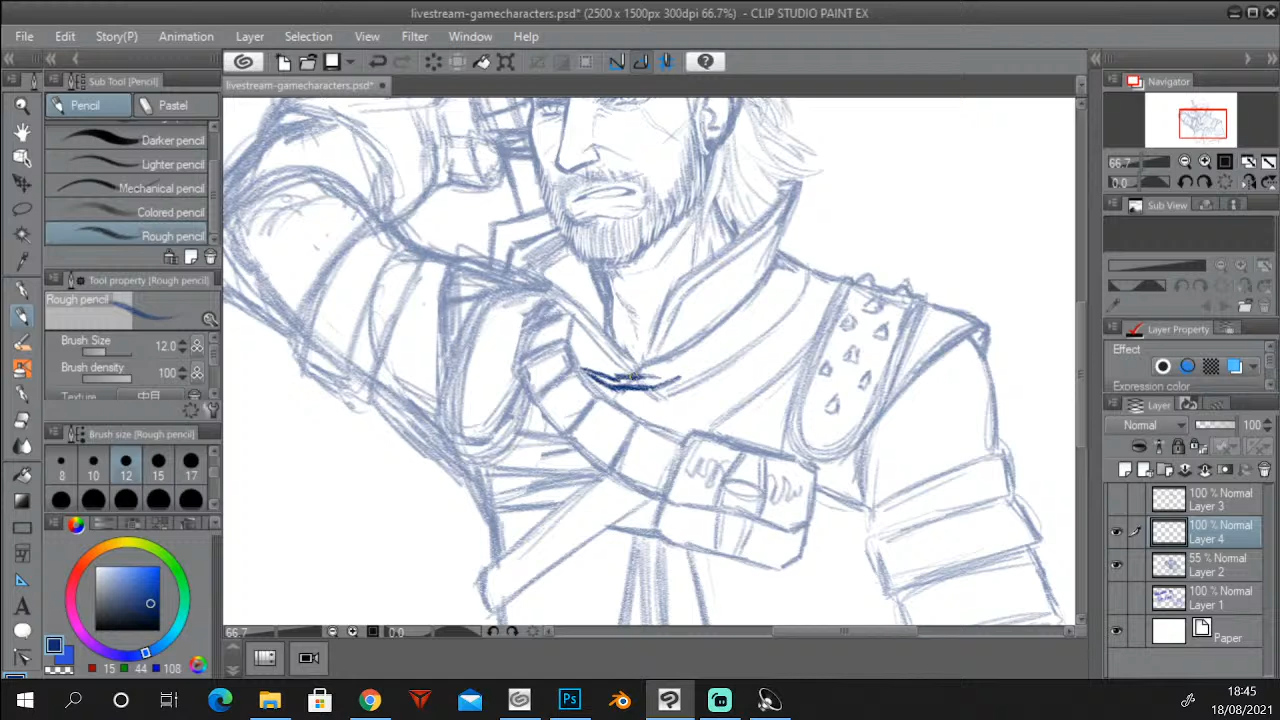 livestream-gamecharacters.psd* (2500 x 1500px 300dpi 66.7%) - CLIP STUDIO PAINT EX
File Edit Story(P) Animation Layer Selection View Filter Window Help
Sub Tool [Pencil]
livestream-gamecharacters.psd*
Navigator
Pencil Pastel
Darker pencil
Lighter pencil
Mechanical pencil
Colored pencil
Rough pencil
66.7
0.0
Sub View
Tool property [Rough pencil]
Rough pencil
Brush Size 12.0
Brush density 100
Texture 中目
Layer Property
Effect
Expression color
Layer
Normal 100
Brush size [Rough pencil]
8 10 12 15 17
100 % Normal
Layer 3
100 % Normal
Layer 4
55 % Normal
Layer 2
100 % Normal
Layer 1
Paper
66.7 0.0
15 44 108
18:45
18/08/2021